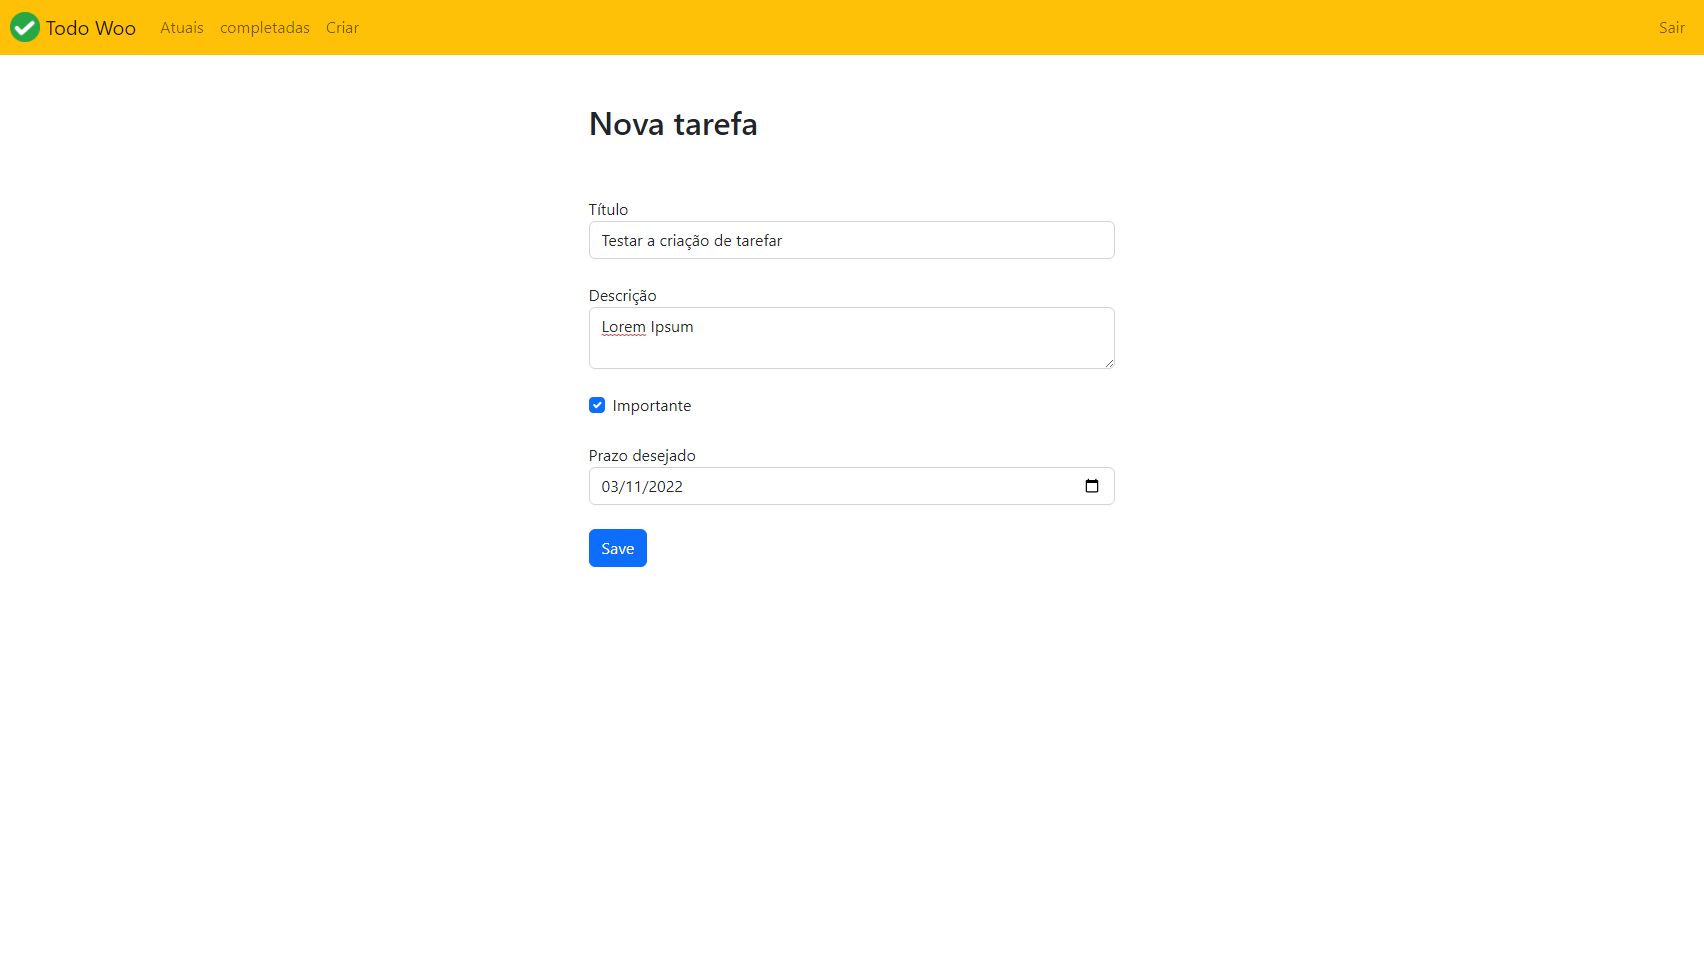 Todo Woo Atuais completadas Criar Sair
Nova tarefa
Título
Testar a criação de tarefar
Descrição
Lorem Ipsum
Importante
Prazo desejado
03/11/2022
Save